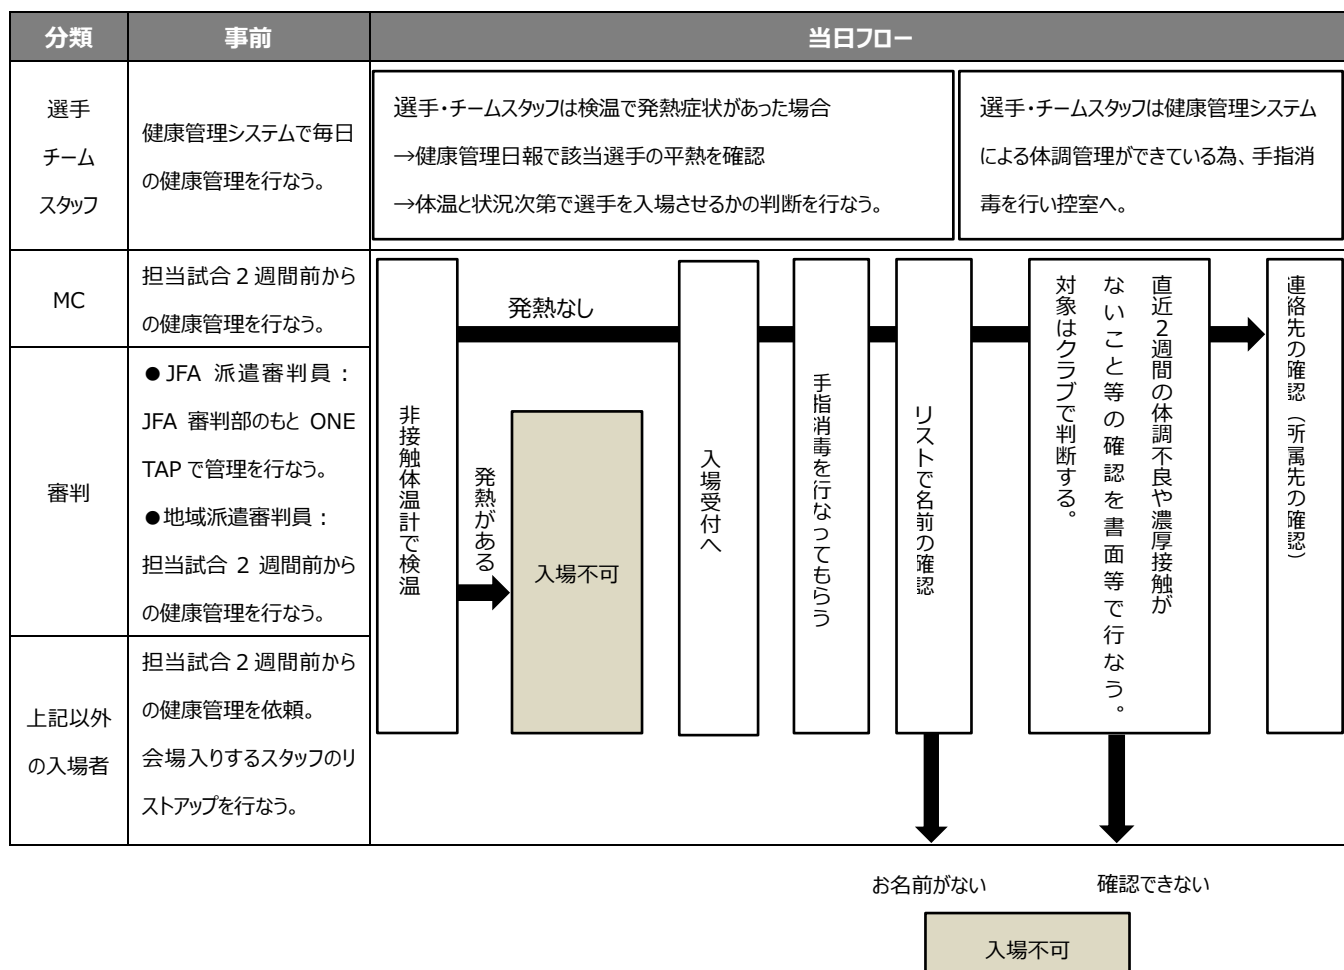 分類
事前
当日フロー
選手
チーム
スタッフ
健康管理システムで毎日
の健康管理を行なう。
選手・チームスタッフは検温で発熱症状があった場合
→健康管理日報で該当選手の平熱を確認
→体温と状況次第で選手を入場させるかの判断を行なう。
選手・チームスタッフは健康管理システム
による体調管理ができている為、手指消
毒を行い控室へ。
MC
担当試合2週間前から
の健康管理を行なう。
審判
●JFA 派遣審判員：
JFA 審判部のもと ONE
TAP で管理を行なう。
●地域派遣審判員：
担当試合 2 週間前から
の健康管理を行なう。
上記以外
の入場者
担当試合2週間前から
の健康管理を依頼。
会場入りするスタッフのリ
ストアップを行なう。
非接触体温計で検温
発熱なし
発熱がある
入場不可
入場受付へ
手指消毒を行なってもらう
リストで名前の確認
直近2週間の体調不良や濃厚接触が
ないこと等の確認を書面等で行なう。
対象はクラブで判断する。
連絡先の確認（所属先の確認）
お名前がない
確認できない
入場不可